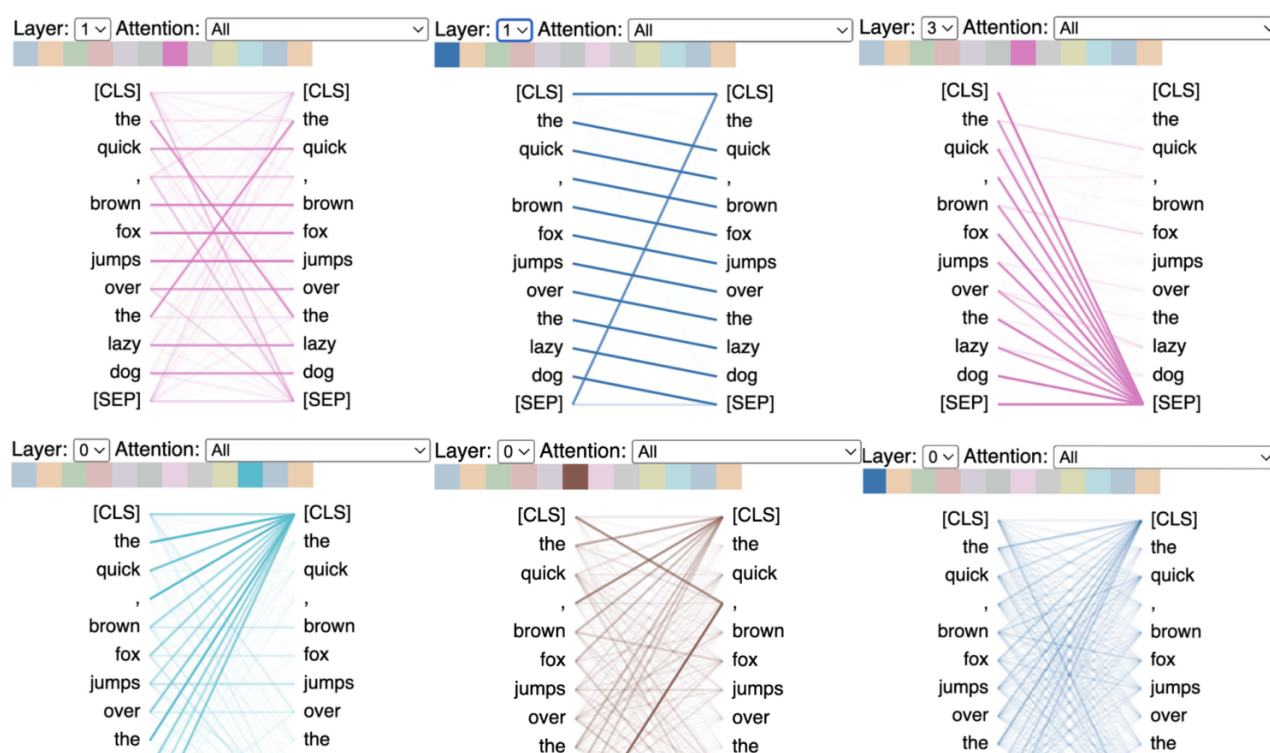 Layer: 1 Attention: All
[CLS] [CLS]
the the
quick quick
, ,
brown brown
fox fox
jumps jumps
over over
the the
lazy lazy
dog dog
[SEP] [SEP]
Layer: 1 Attention: All
[CLS] [CLS]
the the
quick quick
, ,
brown brown
fox fox
jumps jumps
over over
the the
lazy lazy
dog dog
[SEP] [SEP]
Layer: 3 Attention: All
[CLS] [CLS]
the the
quick quick
, ,
brown brown
fox fox
jumps jumps
over over
the the
lazy lazy
dog dog
[SEP] [SEP]
Layer: 0 Attention: All
[CLS] [CLS]
the the
quick quick
, ,
brown brown
fox fox
jumps jumps
over over
the the
Layer: 0 Attention: All
[CLS] [CLS]
the the
quick quick
, ,
brown brown
fox fox
jumps jumps
over over
the the
Layer: 0 Attention: All
[CLS] [CLS]
the the
quick quick
, ,
brown brown
fox fox
jumps jumps
over over
the the